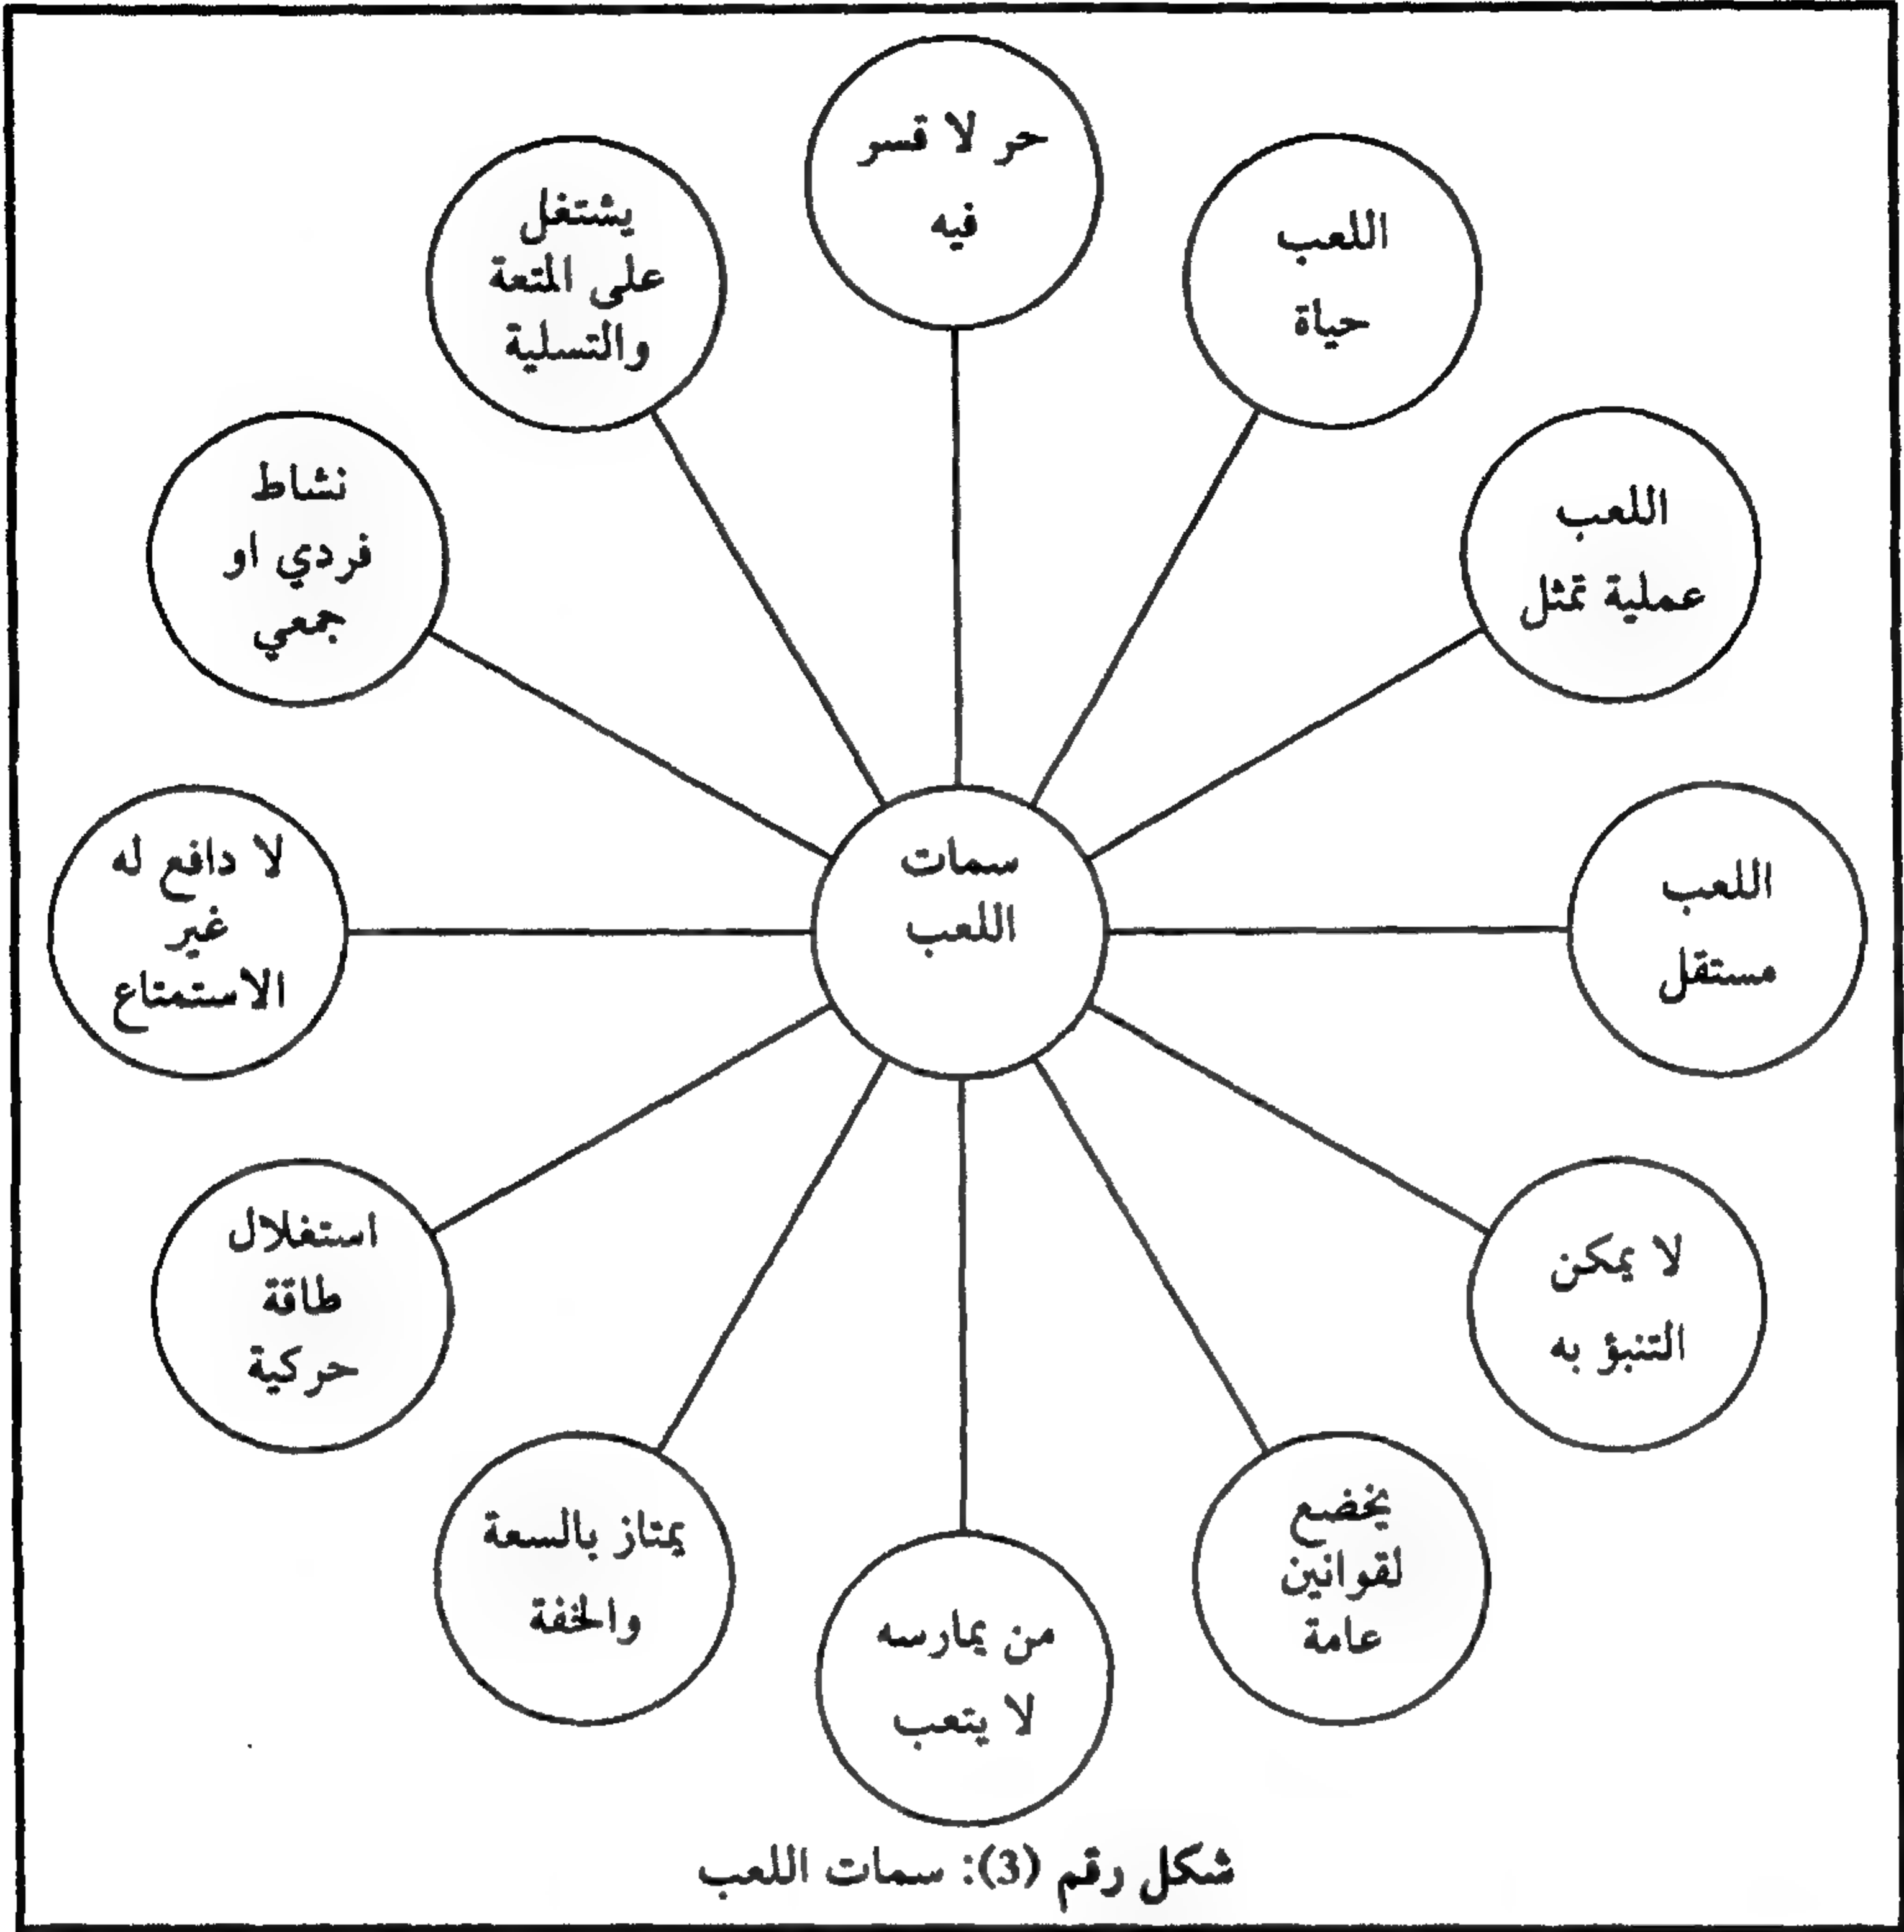 حر لا قسر
فيه
اللعب
حياة
اللعب
عملية تمثل
اللعب
مستقل
لا يمكن
التنبؤ به
يخضع
لقوانين
عامة
من يمارسه
لا يتعب
يمتاز بالسعة
والخفة
استغلال
طاقة
حركية
لا دافع له
غير
الاستمتاع
نشاط
فردي او
جمعي
يشتغل
على المتعة
والتسلية
سمات
اللعب
شكل رقم (3): سمات اللعب